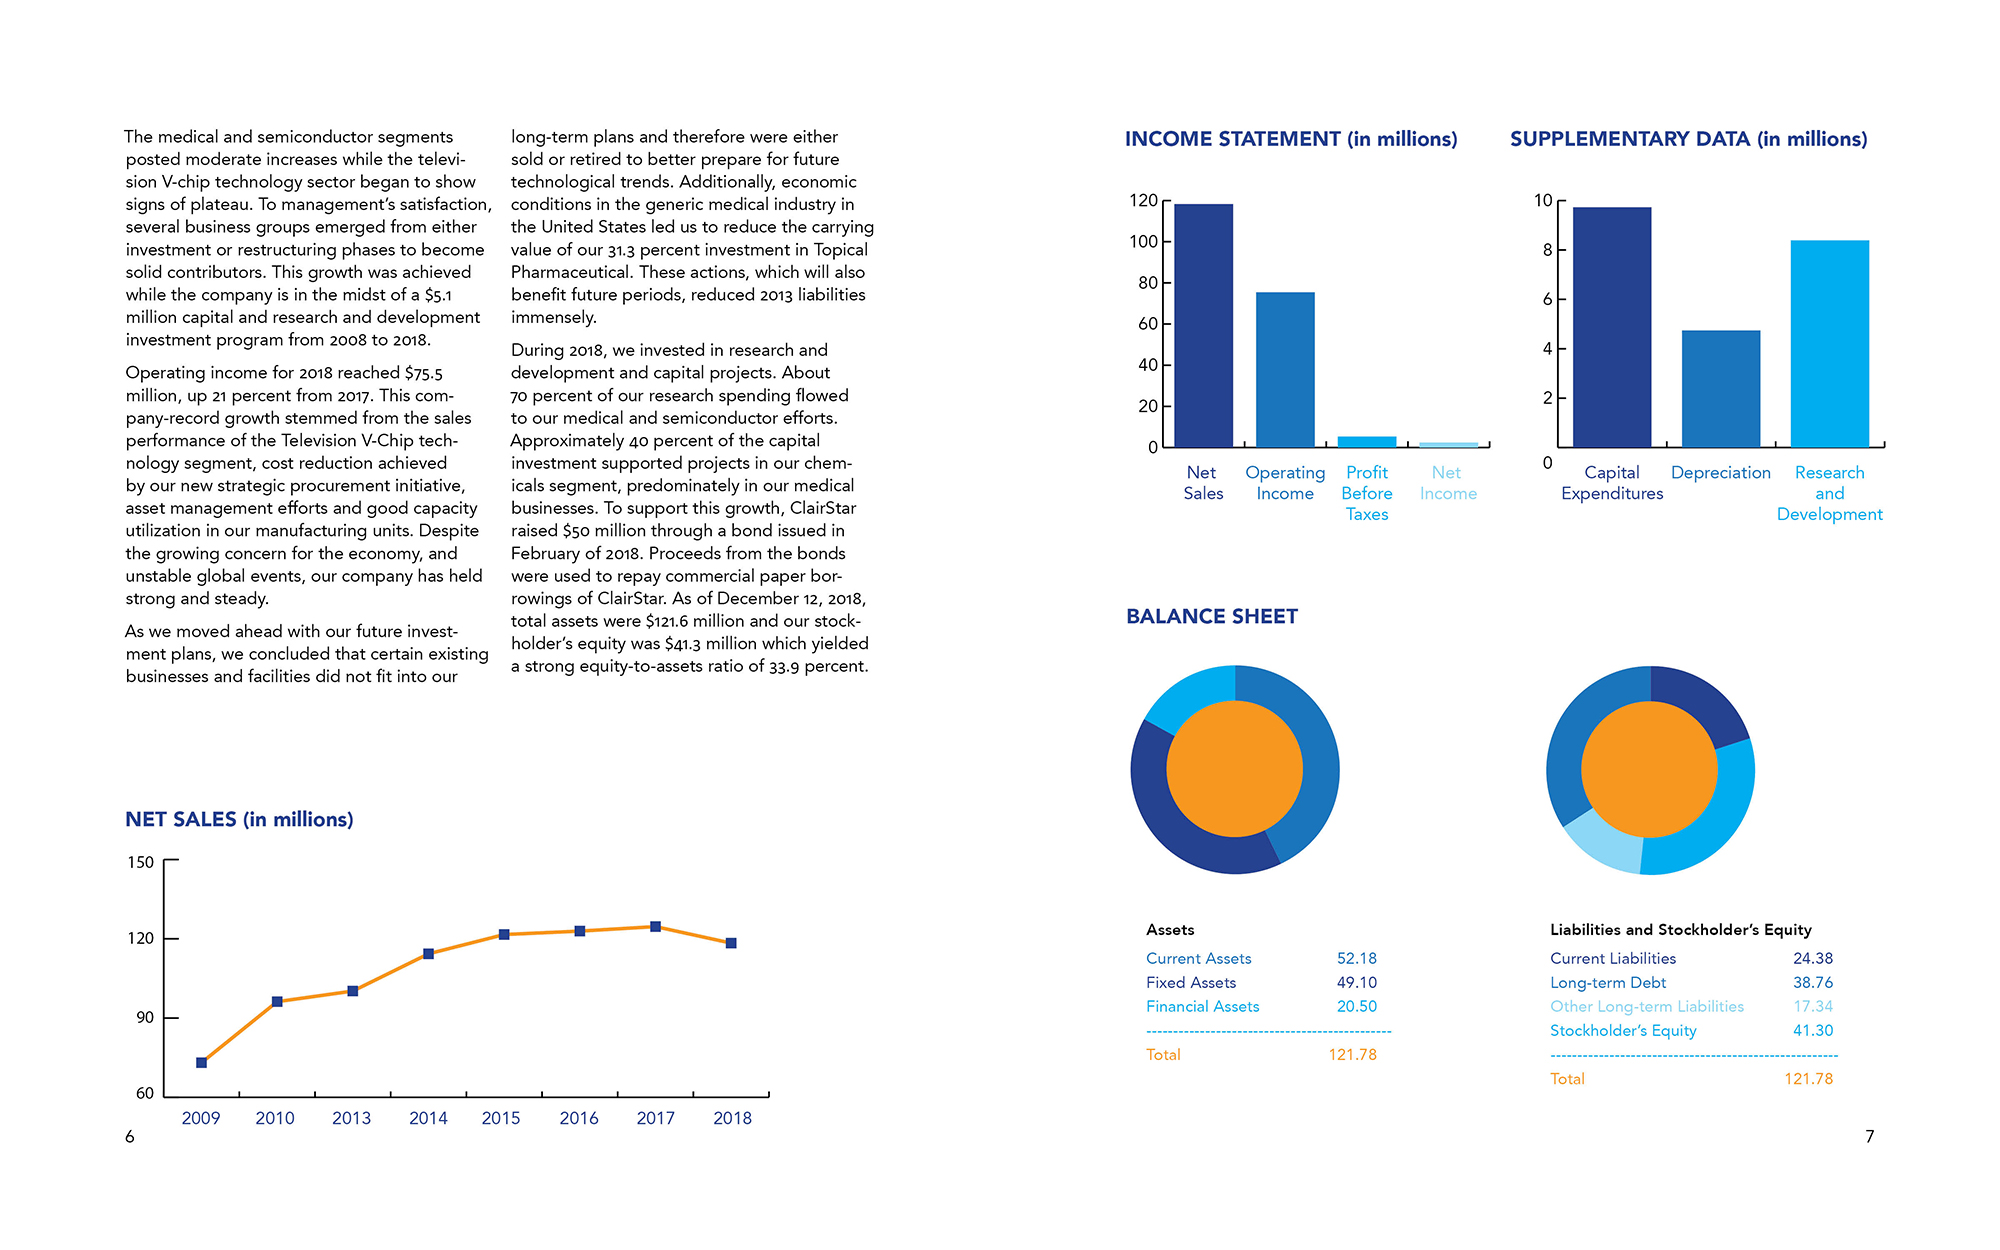 The medical and semiconductor segments
posted moderate increases while the televi-
sion V-chip technology sector began to show
signs of plateau. To management's satisfaction,
several business groups emerged from either
investment or restructuring phases to become
solid contributors. This growth was achieved
while the company is in the midst of a $5.1
million capital and research and development
investment program from 2008 to 2018.
Operating income for 2018 reached $75.5
million, up 21 percent from 2017. This com-
pany-record growth stemmed from the sales
performance of the Television V-Chip tech-
nology segment, cost reduction achieved
by our new strategic procurement initiative,
asset management efforts and good capacity
utilization in our manufacturing units. Despite
the growing concern for the economy, and
unstable global events, our company has held
strong and steady.
As we moved ahead with our future invest-
ment plans, we concluded that certain existing
businesses and facilities did not fit into our
long-term plans and therefore were either
sold or retired to better prepare for future
technological trends. Additionally, economic
conditions in the generic medical industry in
the United States led us to reduce the carrying
value of our 31.3 percent investment in Topical
Pharmaceutical. These actions, which will also
benefit future periods, reduced 2013 liabilities
immensely.
During 2018, we invested in research and
development and capital projects. About
70 percent of our research spending flowed
to our medical and semiconductor efforts.
Approximately 40 percent of the capital
investment supported projects in our chem-
icals segment, predominately in our medical
businesses. To support this growth, ClairStar
raised $50 million through a bond issued in
February of 2018. Proceeds from the bonds
were used to repay commercial paper bor-
rowings of ClairStar. As of December 12, 2018,
total assets were $121.6 million and our stock-
holder's equity was $41.3 million which yielded
a strong equity-to-assets ratio of 33.9 percent.
NET SALES (in millions)
150
120
90
60
2009 2010 2013 2014 2015 2016 2017 2018
6
INCOME STATEMENT (in millions)
120
100
80
60
40
20
0
Net Operating Profit Net
Sales Income Before Income
Taxes
SUPPLEMENTARY DATA (in millions)
10
8
6
4
2
0
Capital Depreciation Research
Expenditures and
Development
BALANCE SHEET
Assets
Current Assets 52.18
Fixed Assets 49.10
Financial Assets 20.50
Total 121.78
Liabilities and Stockholder's Equity
Current Liabilities 24.38
Long-term Debt 38.76
Other Long-term Liabilities 17.34
Stockholder's Equity 41.30
Total 121.78
7